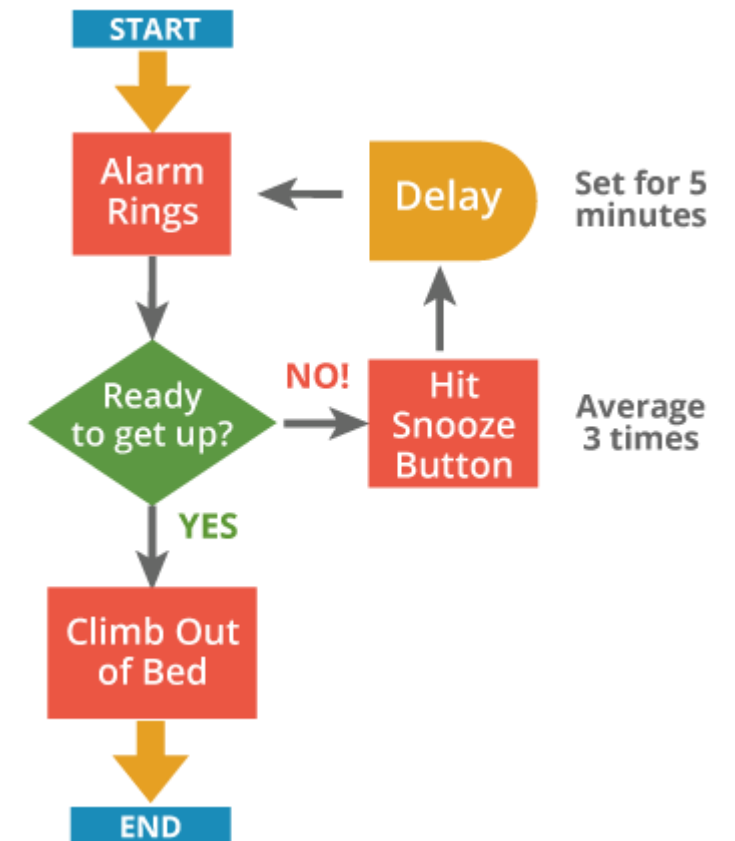 START
Alarm
Rings
Delay
Set for 5
minutes
Ready
to get up?
NO!
Hit
Snooze
Button
Average
3 times
YES
Climb Out
of Bed
END